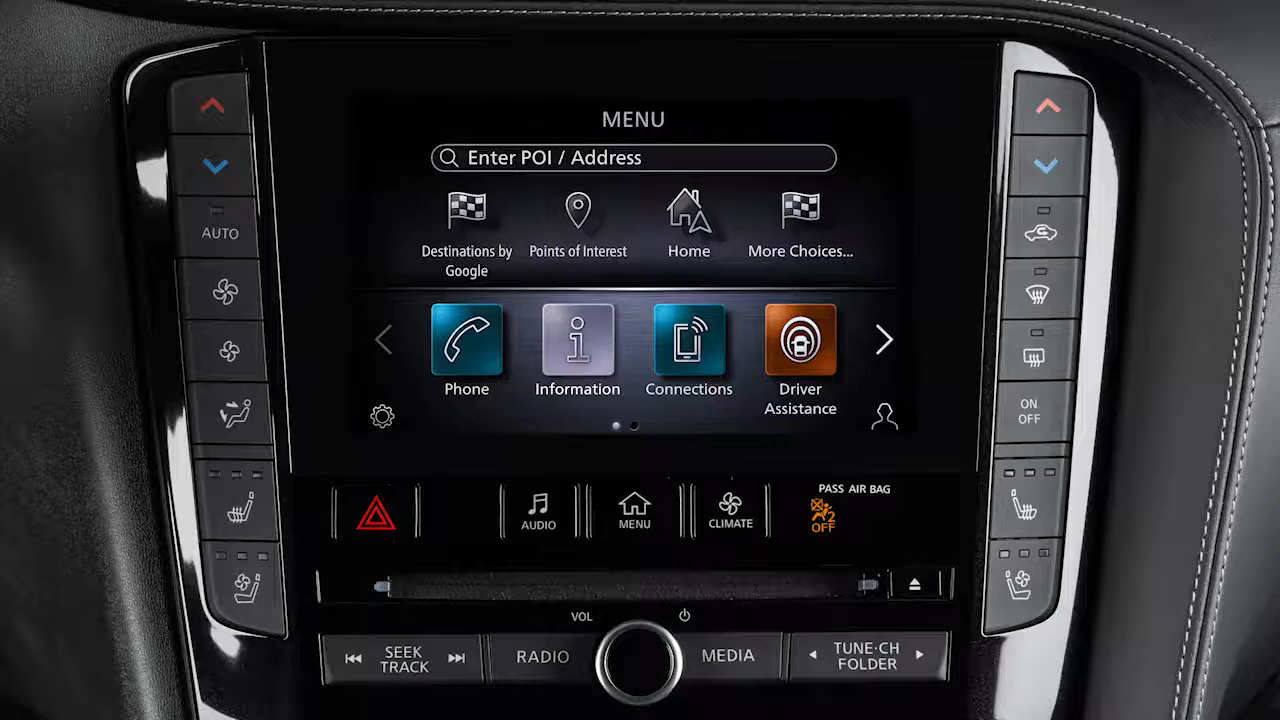 MENU
Enter POI / Address
Destinations by
Google
Points of Interest
Home
More Choices...
Phone
Information
Connections
Driver
Assistance
AUTO
ON
OFF
AUDIO
MENU
CLIMATE
PASS AIR BAG
2
OFF
VOL
SEEK
TRACK
RADIO
MEDIA
TUNE·CH
FOLDER